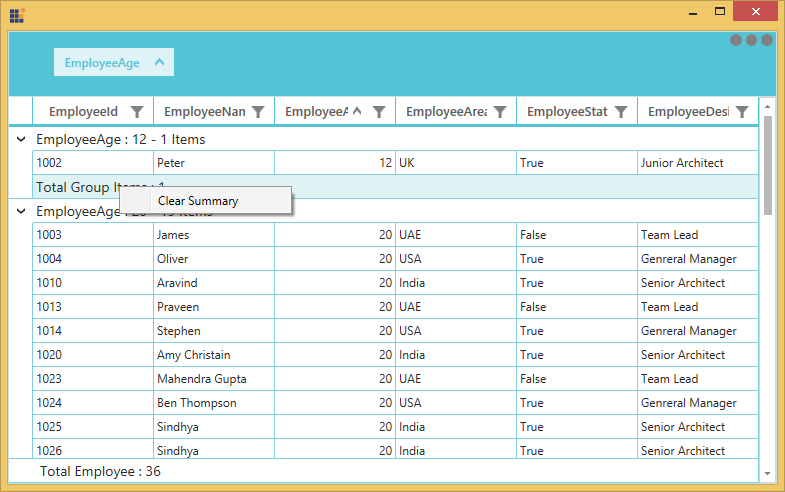 EmployeeAge
EmployeeId EmployeeNam EmployeeA EmployeeArea EmployeeStat EmployeeDesi
EmployeeAge : 12 - 1 Items
1002 Peter 12 UK True Junior Architect
Total Group Items : 1
Clear Summary
EmployeeAge : 20 - 19 Items
1003 James 20 UAE False Team Lead
1004 Oliver 20 USA True Genreral Manager
1010 Aravind 20 India True Senior Architect
1013 Praveen 20 UAE False Team Lead
1014 Stephen 20 USA True Genreral Manager
1020 Amy Christain 20 India True Senior Architect
1023 Mahendra Gupta 20 UAE False Team Lead
1024 Ben Thompson 20 USA True Genreral Manager
1025 Sindhya 20 India True Senior Architect
1026 Sindhya 20 India True Senior Architect
Total Employee : 36